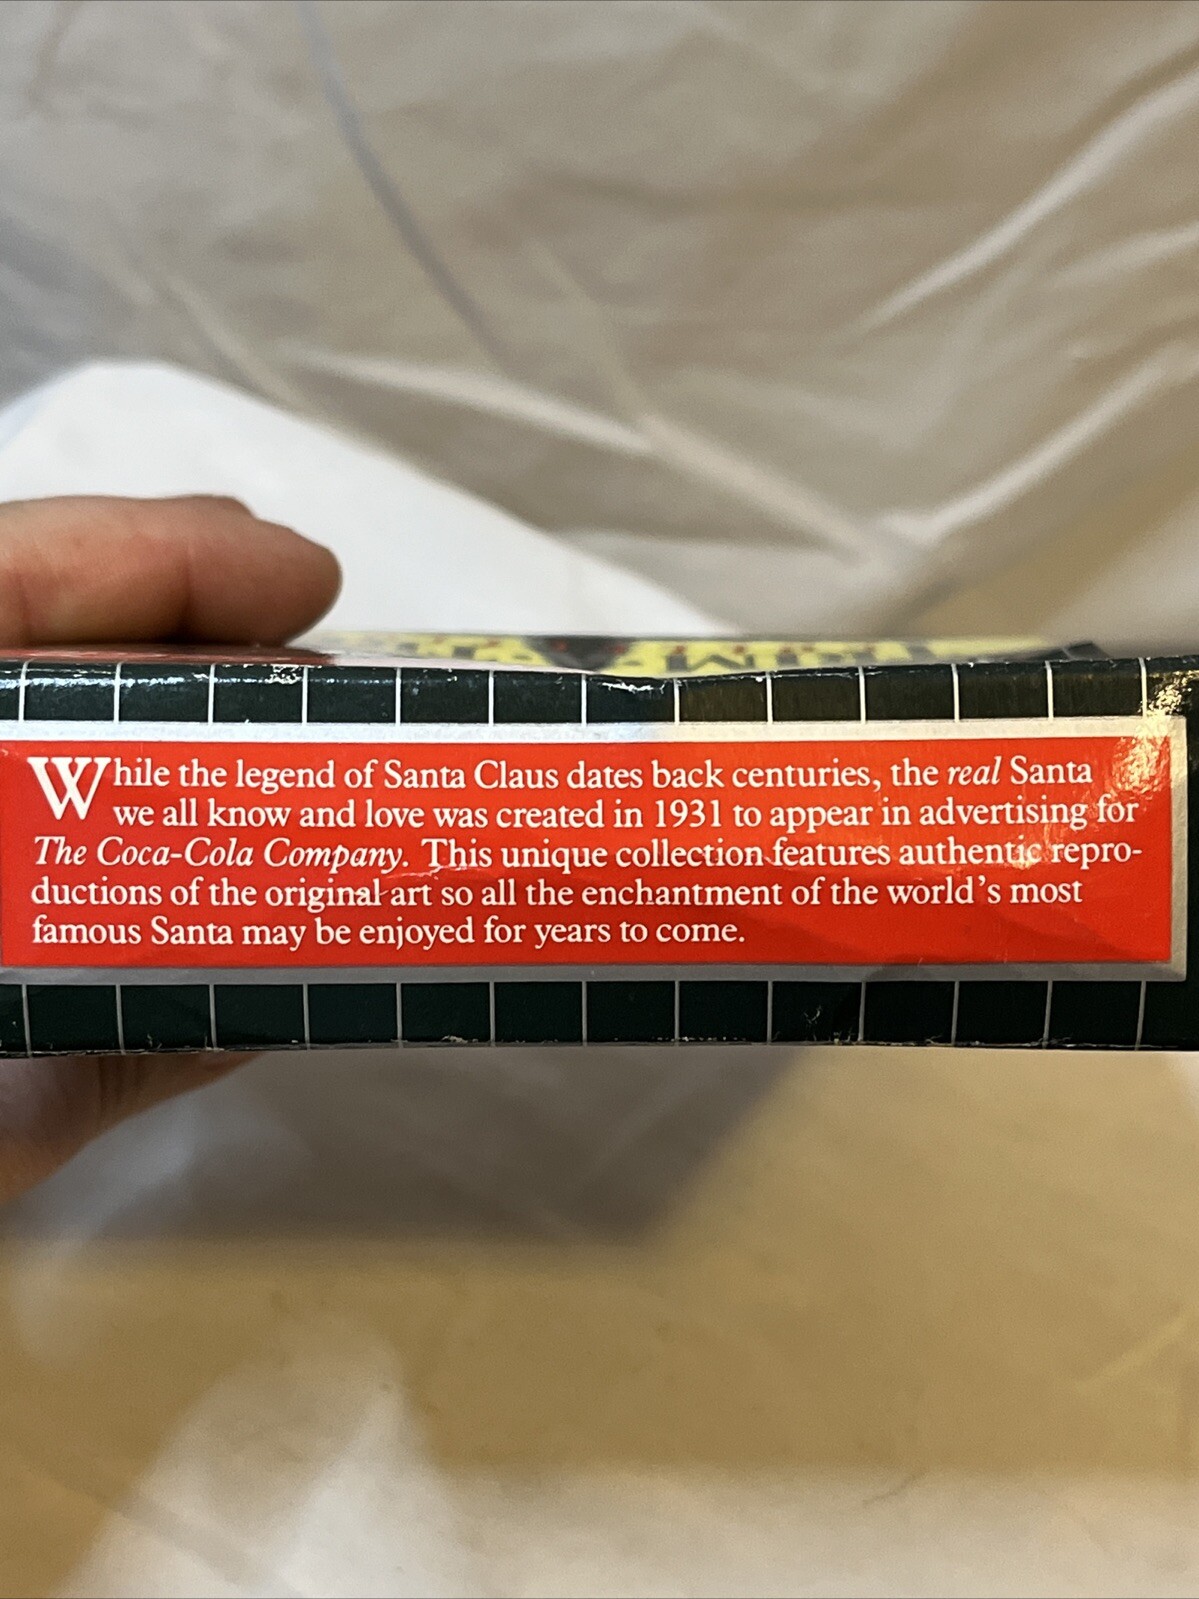 While the legend of Santa Claus dates back centuries, the real Santa
we all know and love was created in 1931 to appear in advertising for
The Coca-Cola Company. This unique collection features authentic repro-
ductions of the original art so all the enchantment of the world's most
famous Santa may be enjoyed for years to come.